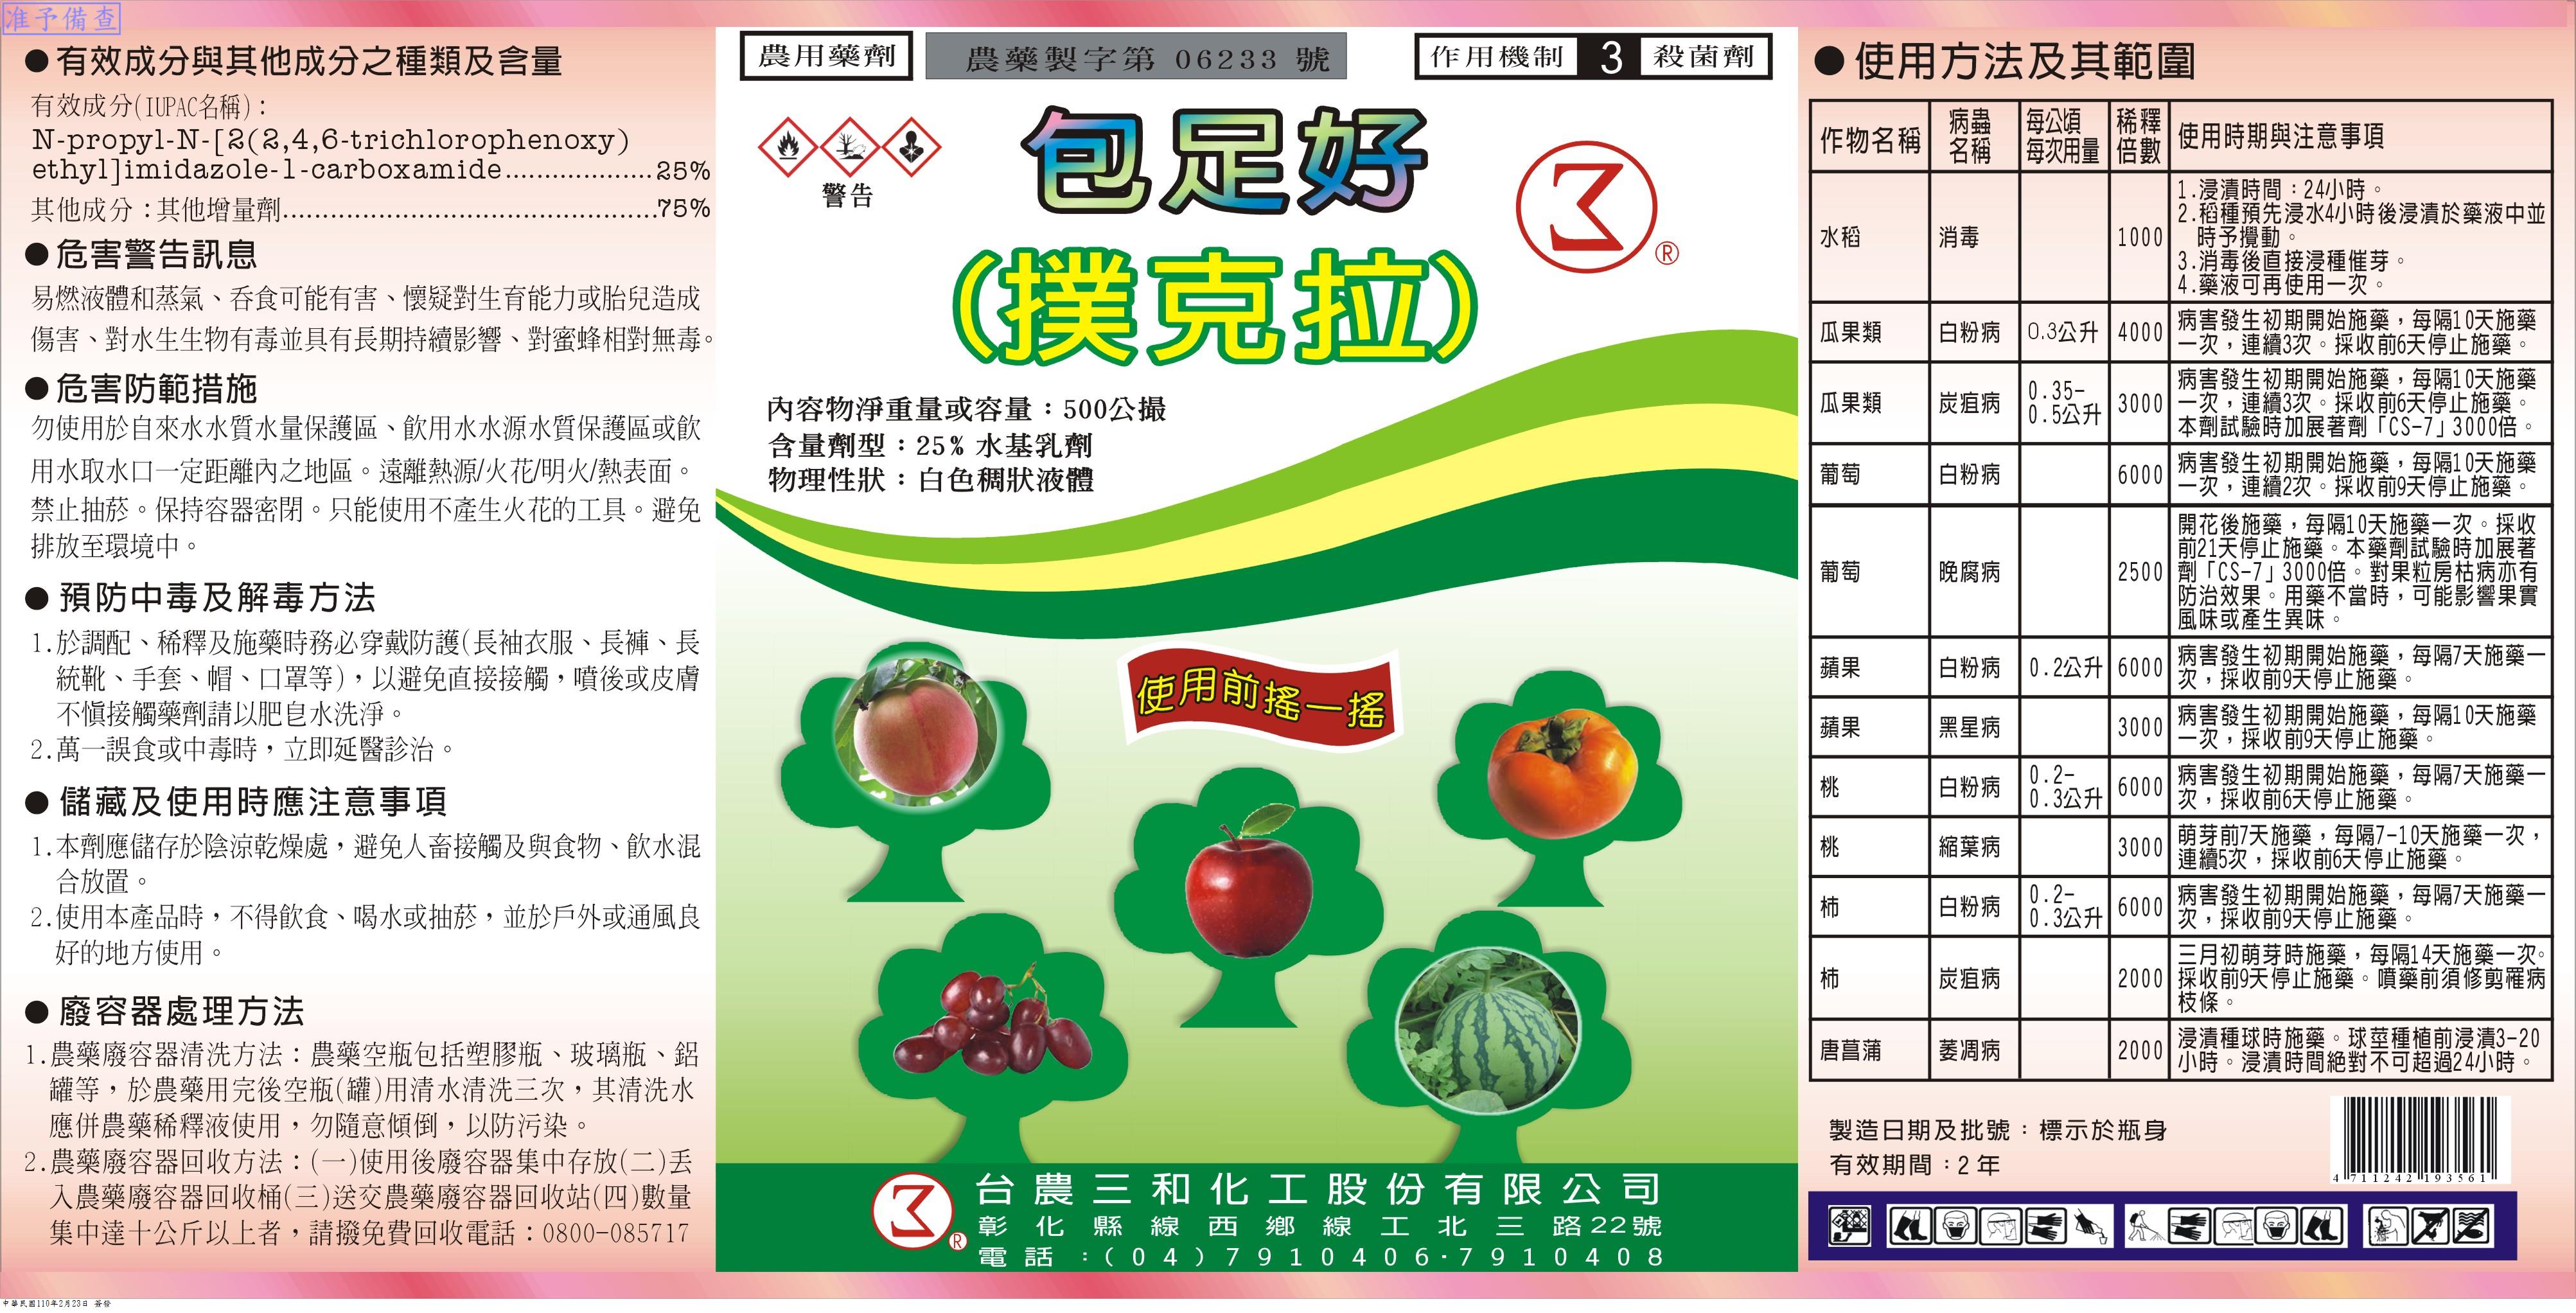 准予備查
●有效成分與其他成分之種類及含量
有效成分(IUPAC名稱)：
N-propyl-N-[2(2,4,6-trichlorophenoxy)
ethyl]imidazole-1-carboxamide...................25%
其他成分：其他增量劑................................................75%
●危害警告訊息
易燃液體和蒸氣、吞食可能有害、懷疑對生育能力或胎兒造成
傷害、對水生生物有毒並具有長期持續影響、對蜜蜂相對無毒。
●危害防範措施
勿使用於自來水水質水量保護區、飲用水水源水質保護區或飲
用水取水口一定距離內之地區。遠離熱源/火花/明火/熱表面。
禁止抽菸。保持容器密閉。只能使用不產生火花的工具。避免
排放至環境中。
●預防中毒及解毒方法
1.於調配、稀釋及施藥時務必穿戴防護(長袖衣服、長褲、長
統靴、手套、帽、口罩等)，以避免直接接觸，噴後或皮膚
不慎接觸藥劑請以肥皂水洗淨。
2.萬一誤食或中毒時，立即延醫診治。
●儲藏及使用時應注意事項
1.本劑應儲存於陰涼乾燥處，避免人畜接觸及與食物、飲水混
合放置。
2.使用本產品時，不得飲食、喝水或抽菸，並於戶外或通風良
好的地方使用。
●廢容器處理方法
1.農藥廢容器清洗方法：農藥空瓶包括塑膠瓶、玻璃瓶、鋁
罐等，於農藥用完後空瓶(罐)用清水清洗三次，其清洗水
應併農藥稀釋液使用，勿隨意傾倒，以防污染。
2.農藥廢容器回收方法：(一)使用後廢容器集中存放(二)丟
入農藥廢容器回收桶(三)送交農藥廢容器回收站(四)數量
集中達十公斤以上者，請撥免費回收電話：0800-085717
農用藥劑
農藥製字第 06233 號
作用機制 3 殺菌劑
警告
包足好
(撲克拉)
®
內容物淨重量或容量：500公撮
含量劑型：25% 水基乳劑
物理性狀：白色稠狀液體
使用前搖一搖
®
台農三和化工股份有限公司
彰化縣線西鄉線工北三路22號
電話：(04)7910406·7910408
●使用方法及其範圍
作物名稱 病蟲名稱 每公頃每次用量 稀釋倍數 使用時期與注意事項
水稻 消毒 1000 1.浸漬時間：24小時。
2.稻種預先浸水4小時後浸漬於藥液中並
時予攪動。
3.消毒後直接浸種催芽。
4.藥液可再使用一次。
瓜果類 白粉病 0.3公升 4000 病害發生初期開始施藥，每隔10天施藥
一次，連續3次。採收前6天停止施藥。
瓜果類 炭疽病 0.35-0.5公升 3000 病害發生初期開始施藥，每隔10天施藥
一次，連續3次。採收前6天停止施藥。
本劑試驗時加展著劑「CS-7」3000倍。
葡萄 白粉病 6000 病害發生初期開始施藥，每隔10天施藥
一次，連續2次。採收前9天停止施藥。
葡萄 晚腐病 2500 開花後施藥，每隔10天施藥一次。採收
前21天停止施藥。本藥劑試驗時加展著
劑「CS-7」3000倍。對果粒房枯病亦有
防治效果。用藥不當時，可能影響果實
風味或產生異味。
蘋果 白粉病 0.2公升 6000 病害發生初期開始施藥，每隔7天施藥一
次，採收前9天停止施藥。
蘋果 黑星病 3000 病害發生初期開始施藥，每隔10天施藥
一次，採收前9天停止施藥。
桃 白粉病 0.2-0.3公升 6000 病害發生初期開始施藥，每隔7天施藥一
次，採收前6天停止施藥。
桃 縮葉病 3000 萌芽前7天施藥，每隔7-10天施藥一次，
連續5次，採收前6天停止施藥。
柿 白粉病 0.2-0.3公升 6000 病害發生初期開始施藥，每隔7天施藥一
次，採收前9天停止施藥。
柿 炭疽病 2000 三月初萌芽時施藥，每隔14天施藥一次。
採收前9天停止施藥。噴藥前須修剪罹病
枝條。
唐菖蒲 萎凋病 2000 浸漬種球時施藥。球莖種植前浸漬3-20
小時。浸漬時間絕對不可超過24小時。
製造日期及批號：標示於瓶身
有效期間：2年
4 711242 193561
中華民國110年2月23日 簽發